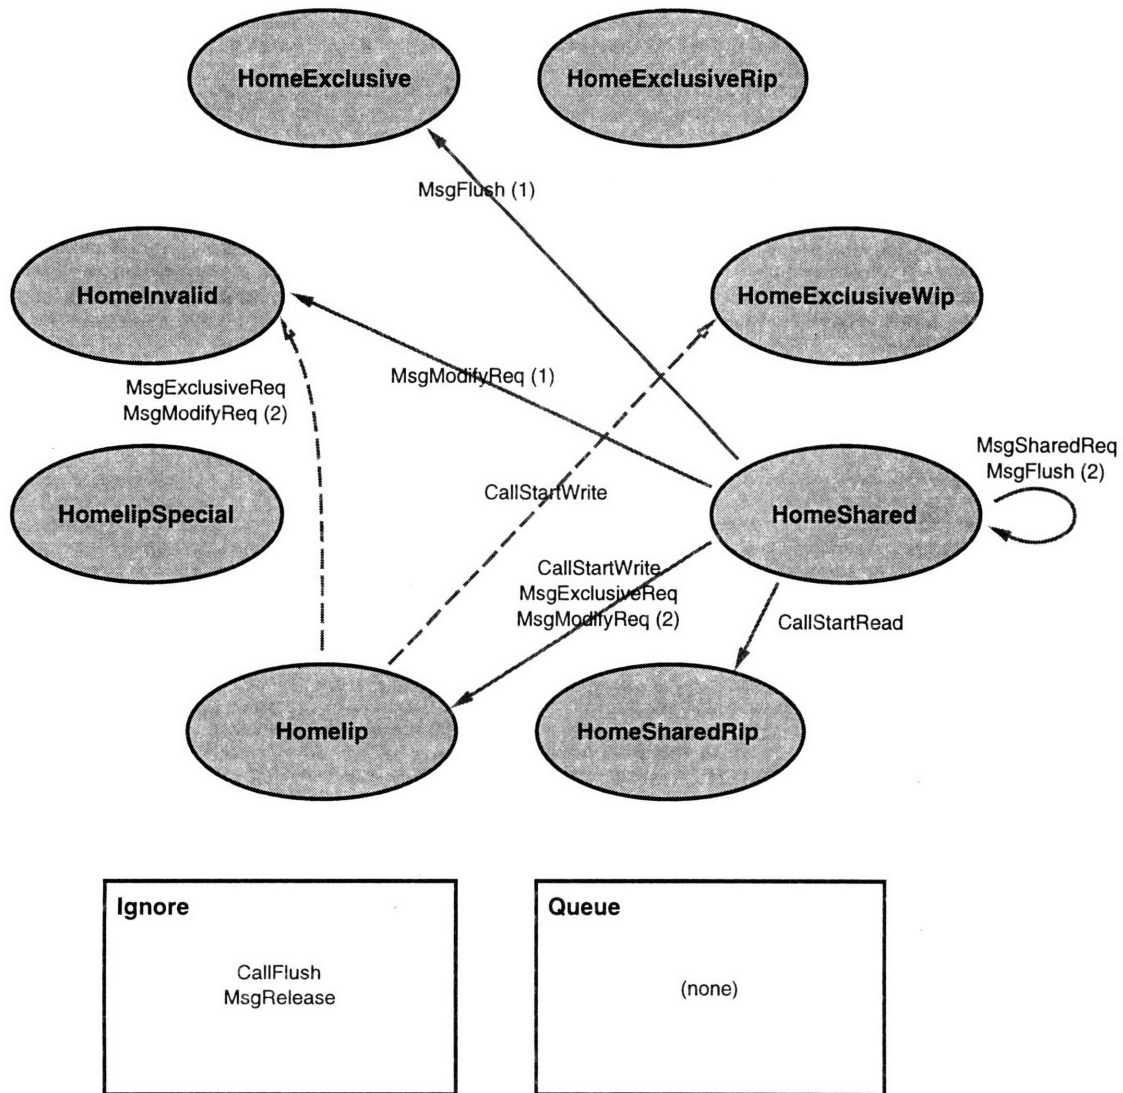 HomeExclusive
HomeExclusiveRip
MsgFlush (1)
HomeInvalid
HomeExclusiveWip
MsgModifyReq (1)
MsgExclusiveReq
MsgModifyReq (2)
MsgSharedReq
MsgFlush (2)
CallStartWrite
HomeIipSpecial
HomeShared
CallStartWrite
MsgExclusiveReq
MsgModifyReq (2)
CallStartRead
HomeIip
HomeSharedRip
Ignore
CallFlush
MsgRelease
Queue
(none)